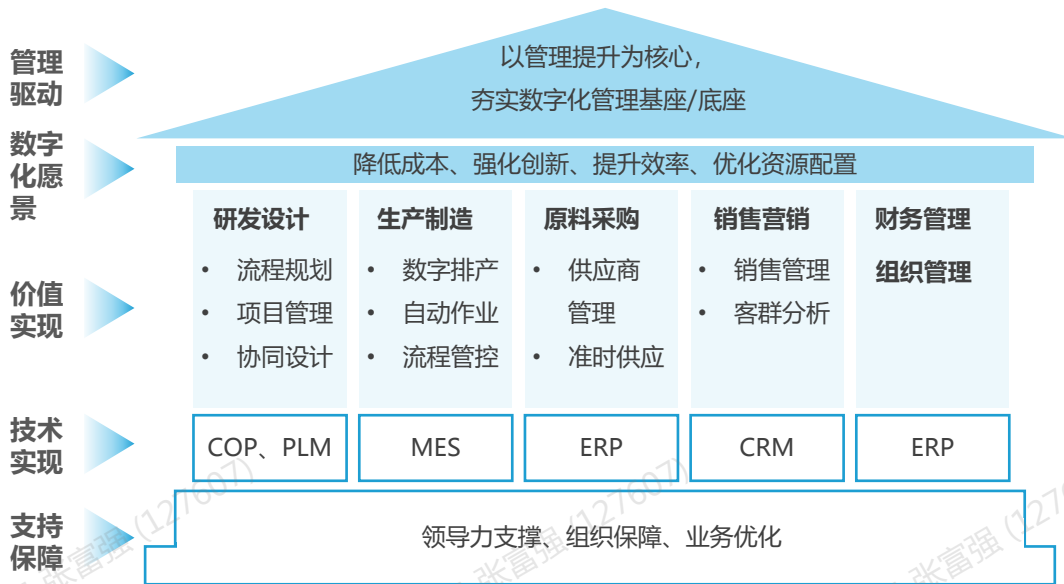 管理
驱动
以管理提升为核心，
夯实数字化管理基座/底座
数字
化愿
景
降低成本、强化创新、提升效率、优化资源配置
价值
实现
研发设计
• 流程规划
• 项目管理
• 协同设计
生产制造
• 数字排产
• 自动作业
• 流程管控
原料采购
• 供应商
管理
• 准时供应
销售营销
• 销售管理
• 客群分析
财务管理
组织管理
技术
实现
COP、PLM
MES
ERP
CRM
ERP
支持
保障
领导力支撑、组织保障、业务优化
张富强 (127607)
张富强 (127607)
张富强 (1276